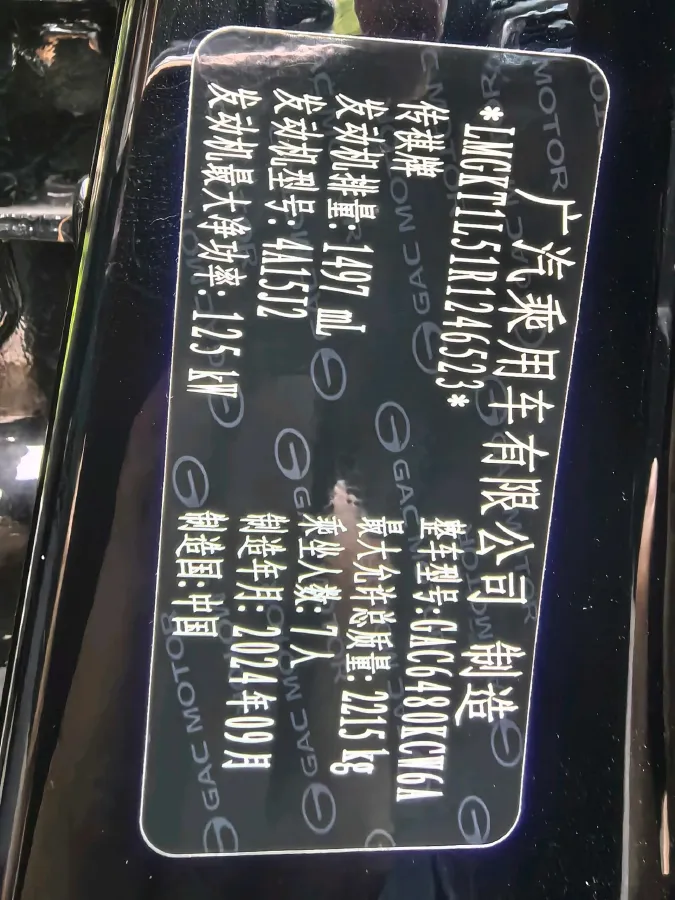 广汽乘用车有限公司 制造
*LMGKT1L51R1246523*
传祺牌 整车型号:GAC6480KCW6A
发动机排量: 1497 mL 最大允许总质量: 2215 kg
发动机型号: 4A15J2 乘坐人数: 7人
发动机最大净功率: 125 kW 制造年月: 2024年09月
制造国: 中国
GAC MOTOR